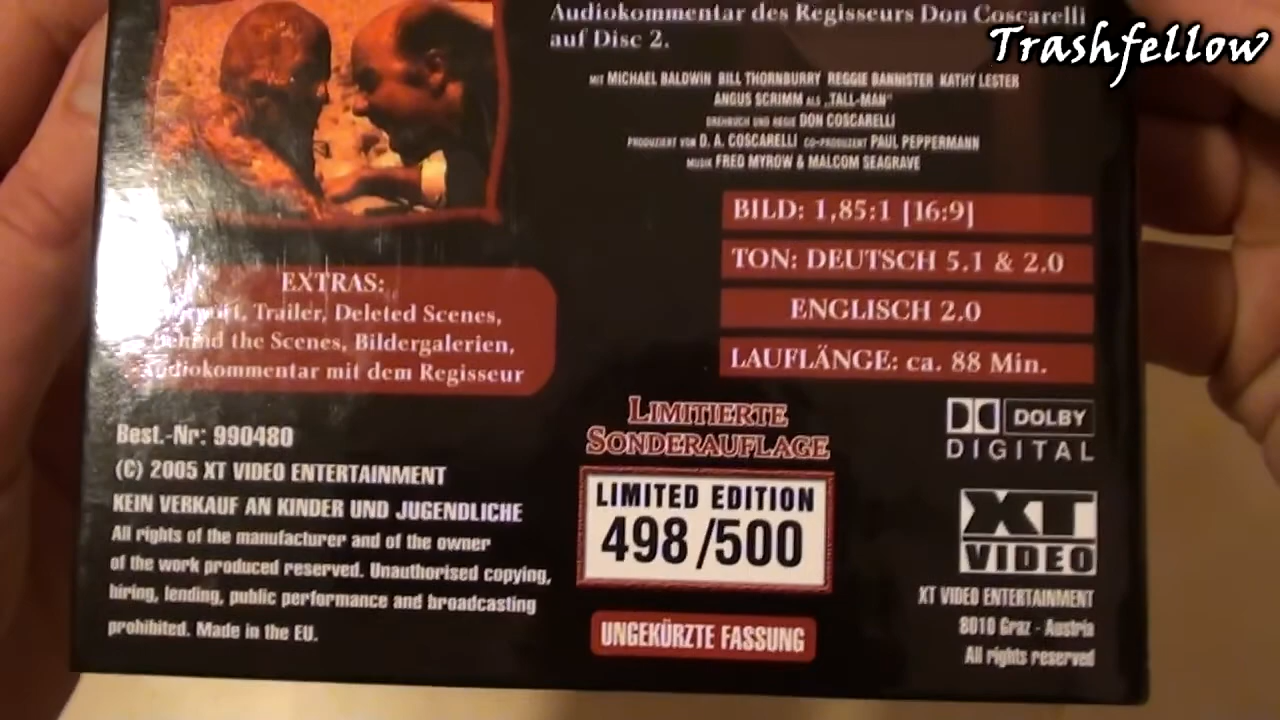 Audiokommentar des Regisseurs Don Coscarelli
auf Disc 2.
Trashfellow
MIT MICHAEL BALDWIN BILL THORNBURRY REGGIE BANNISTER KATHY LESTER
ANGUS SCRIMM ALS „TALL-MAN"
DREHBUCH UND REGIE DON COSCARELLI
PRODUZIERT VON D. A. COSCARELLI CO-PRODUZENT PAUL PEPPERMANN
MUSIK FRED MYROW & MALCOM SEAGRAVE
BILD: 1,85:1 [16:9]
TON: DEUTSCH 5.1 & 2.0
ENGLISCH 2.0
LAUFLÄNGE: ca. 88 Min.
EXTRAS:
Trailer, Deleted Scenes,
Behind the Scenes, Bildergalerien,
Audiokommentar mit dem Regisseur
Best.-Nr: 990480
(C) 2005 XT VIDEO ENTERTAINMENT
KEIN VERKAUF AN KINDER UND JUGENDLICHE
All rights of the manufacturer and of the owner
of the work produced reserved. Unauthorised copying,
hiring, lending, public performance and broadcasting
prohibited. Made in the EU.
LIMITIERTE
SONDERAUFLAGE
LIMITED EDITION
498/500
UNGEKÜRZTE FASSUNG
DOLBY
DIGITAL
XT
VIDEO
XT VIDEO ENTERTAINMENT
8010 Graz - Austria
All rights reserved